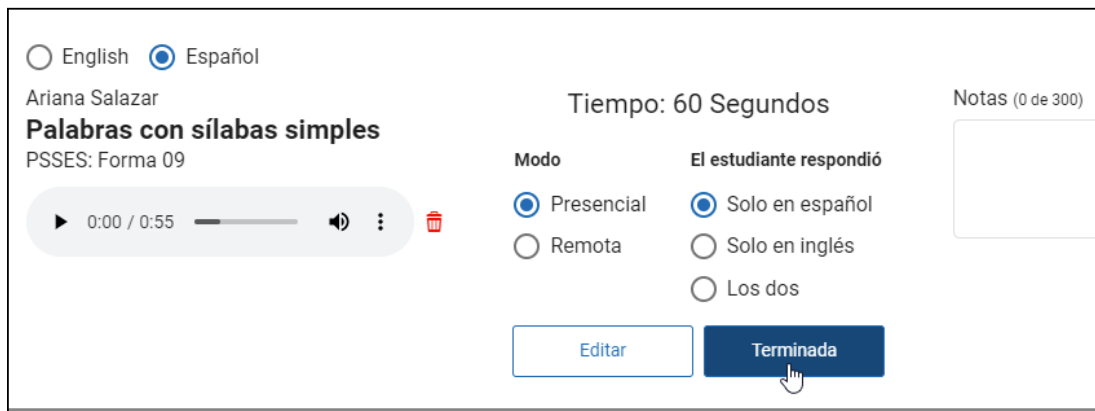 English Español
Ariana Salazar
Palabras con sílabas simples
PSSES: Forma 09
0:00 / 0:55
Tiempo: 60 Segundos
Modo
Presencial
Remota
El estudiante respondió
Solo en español
Solo en inglés
Los dos
Editar Terminada
Notas (0 de 300)